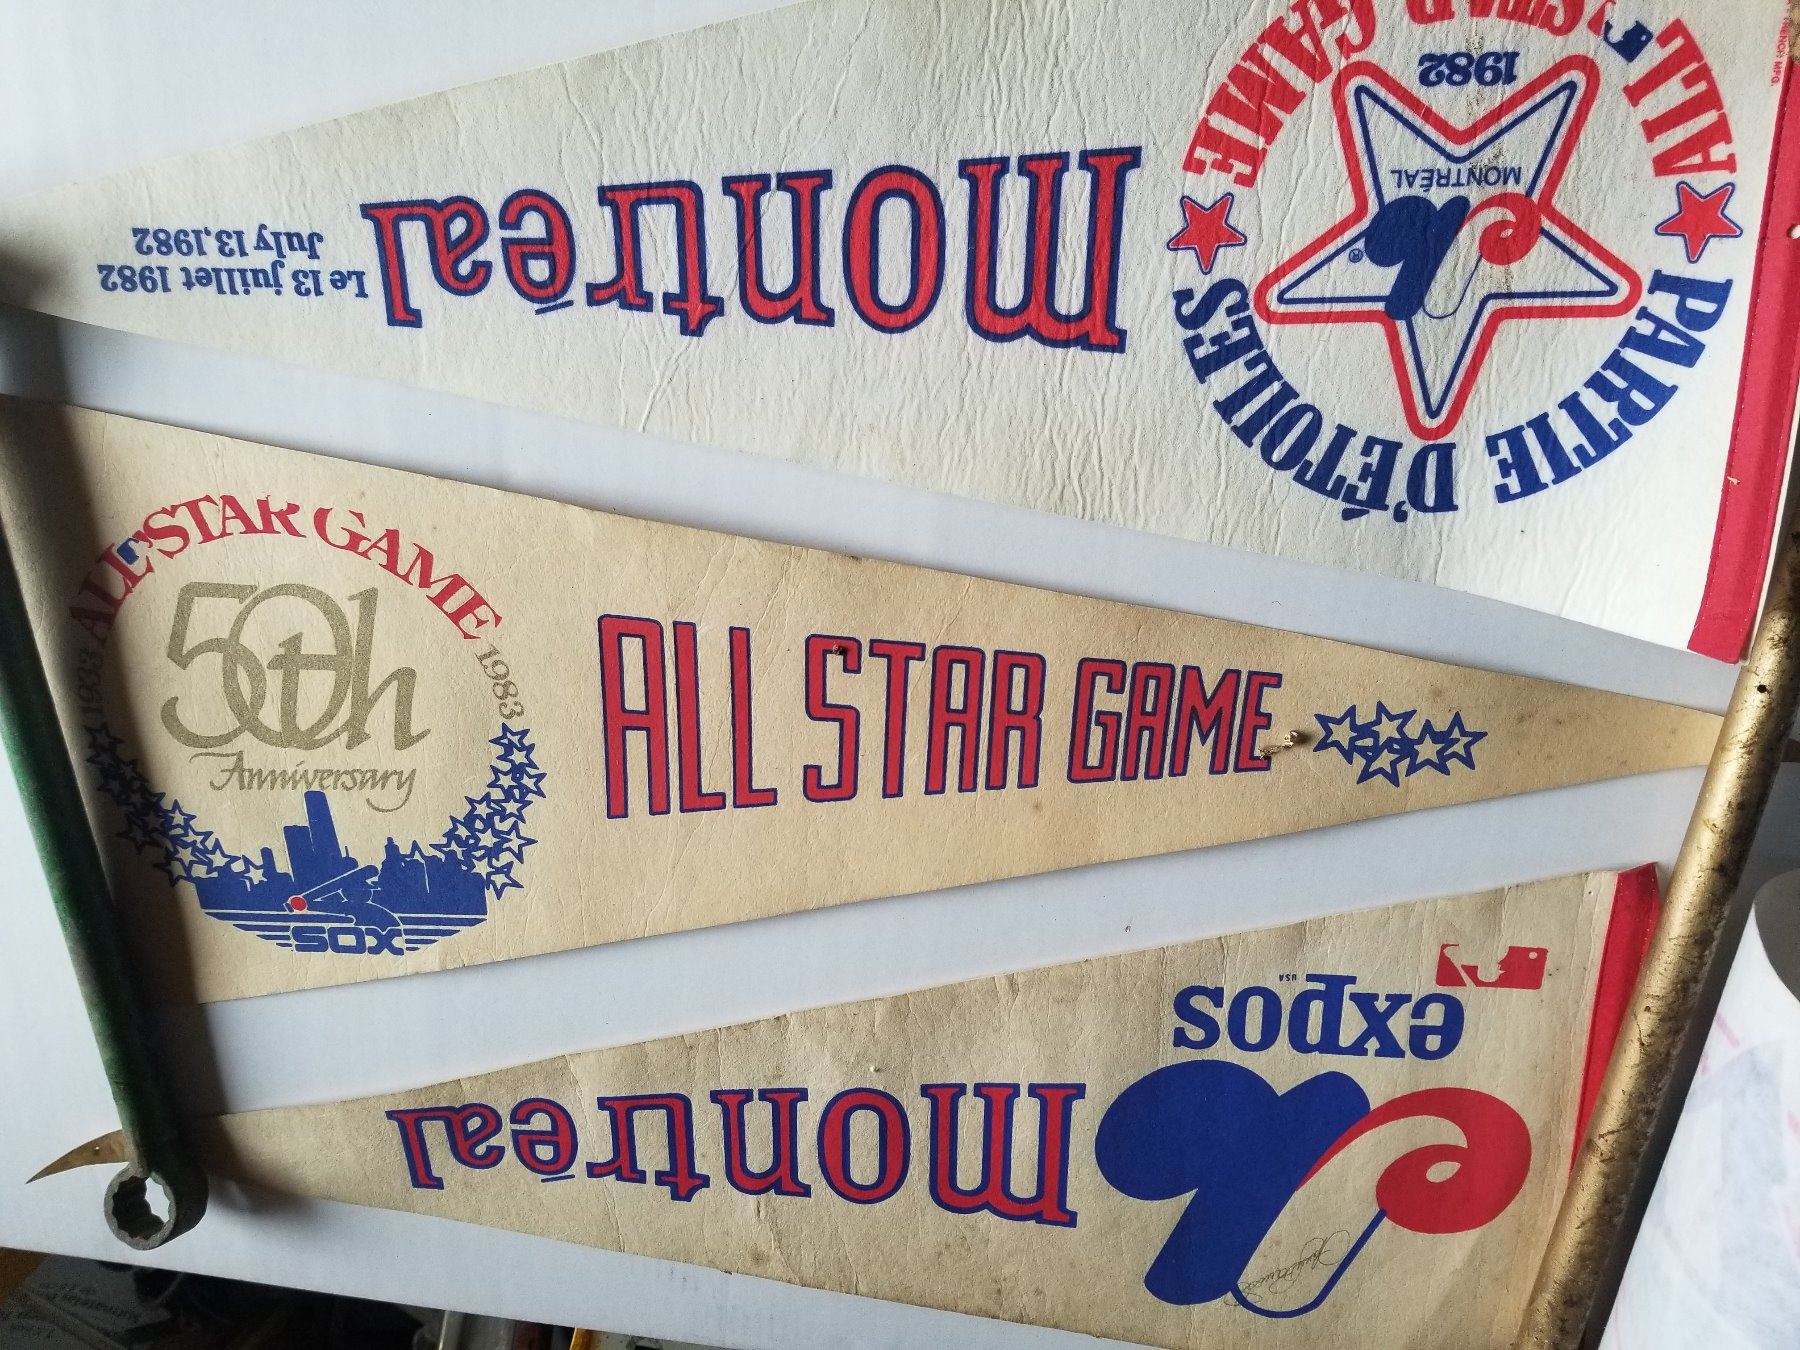 ALL STAR GAME
1982
MONTRÉAL
®
PARTIE D'ÉTOILES
montréal
Le 13 juillet 1982
July 13, 1982
1933 ALL STAR GAME 1983
50th
Anniversary
SOX
ALL STAR GAME
expos
USA
montréal